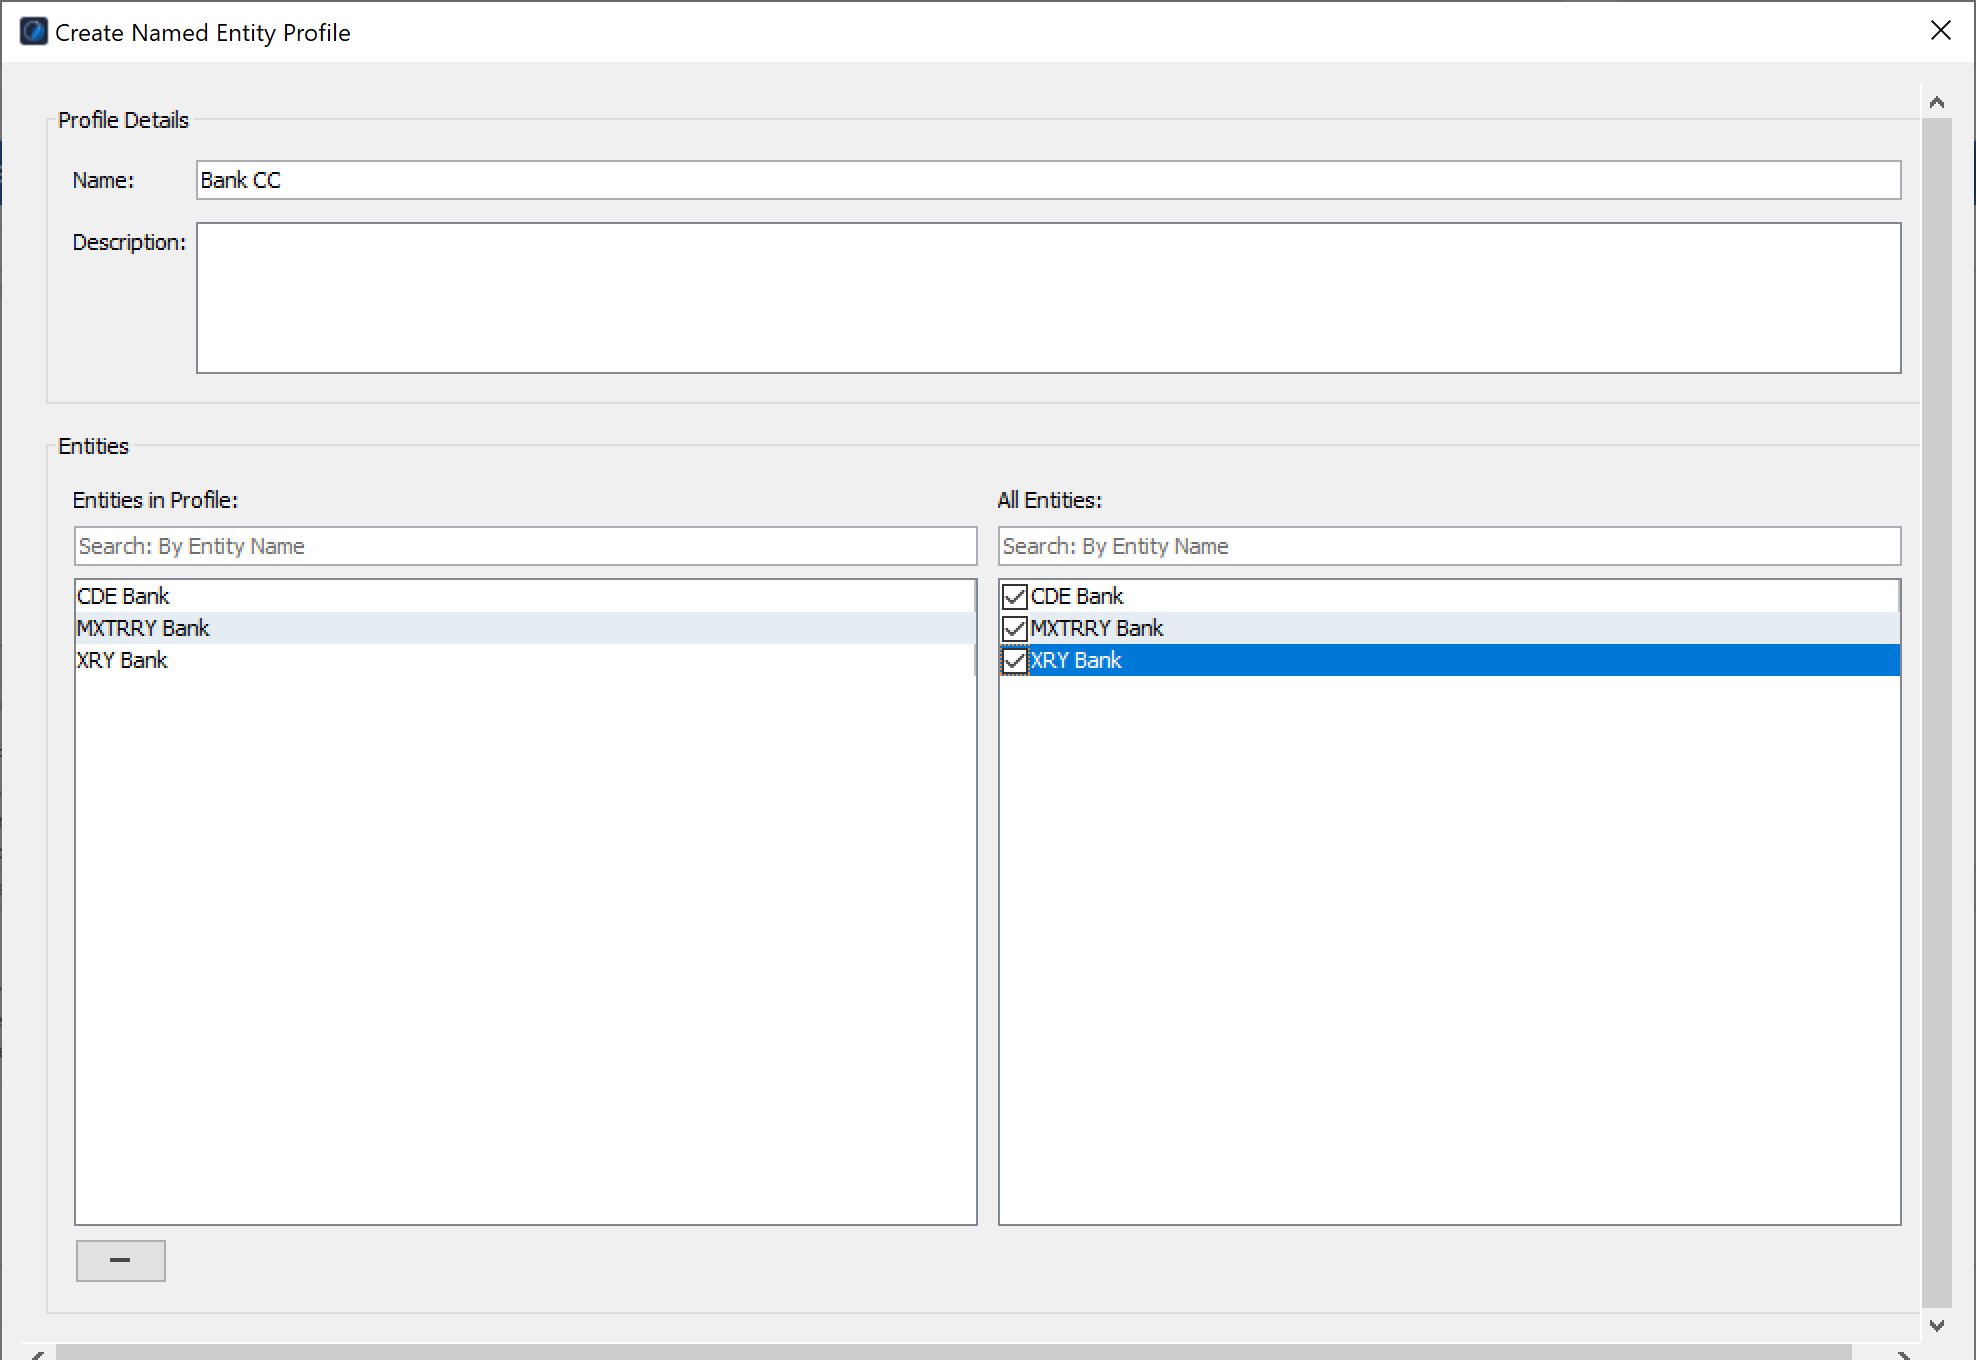 Create Named Entity Profile
Profile Details
Name:
Bank CC
Description:
Entities
Entities in Profile:
Search: By Entity Name
CDE Bank
MXTRRY Bank
XRY Bank
All Entities:
Search: By Entity Name
CDE Bank
MXTRRY Bank
XRY Bank